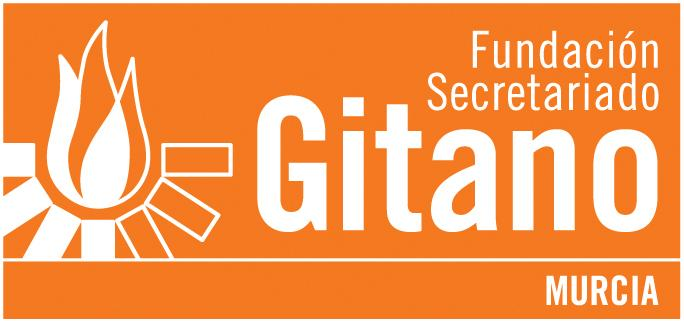 Fundación
Secretariado
Gitano
MURCIA